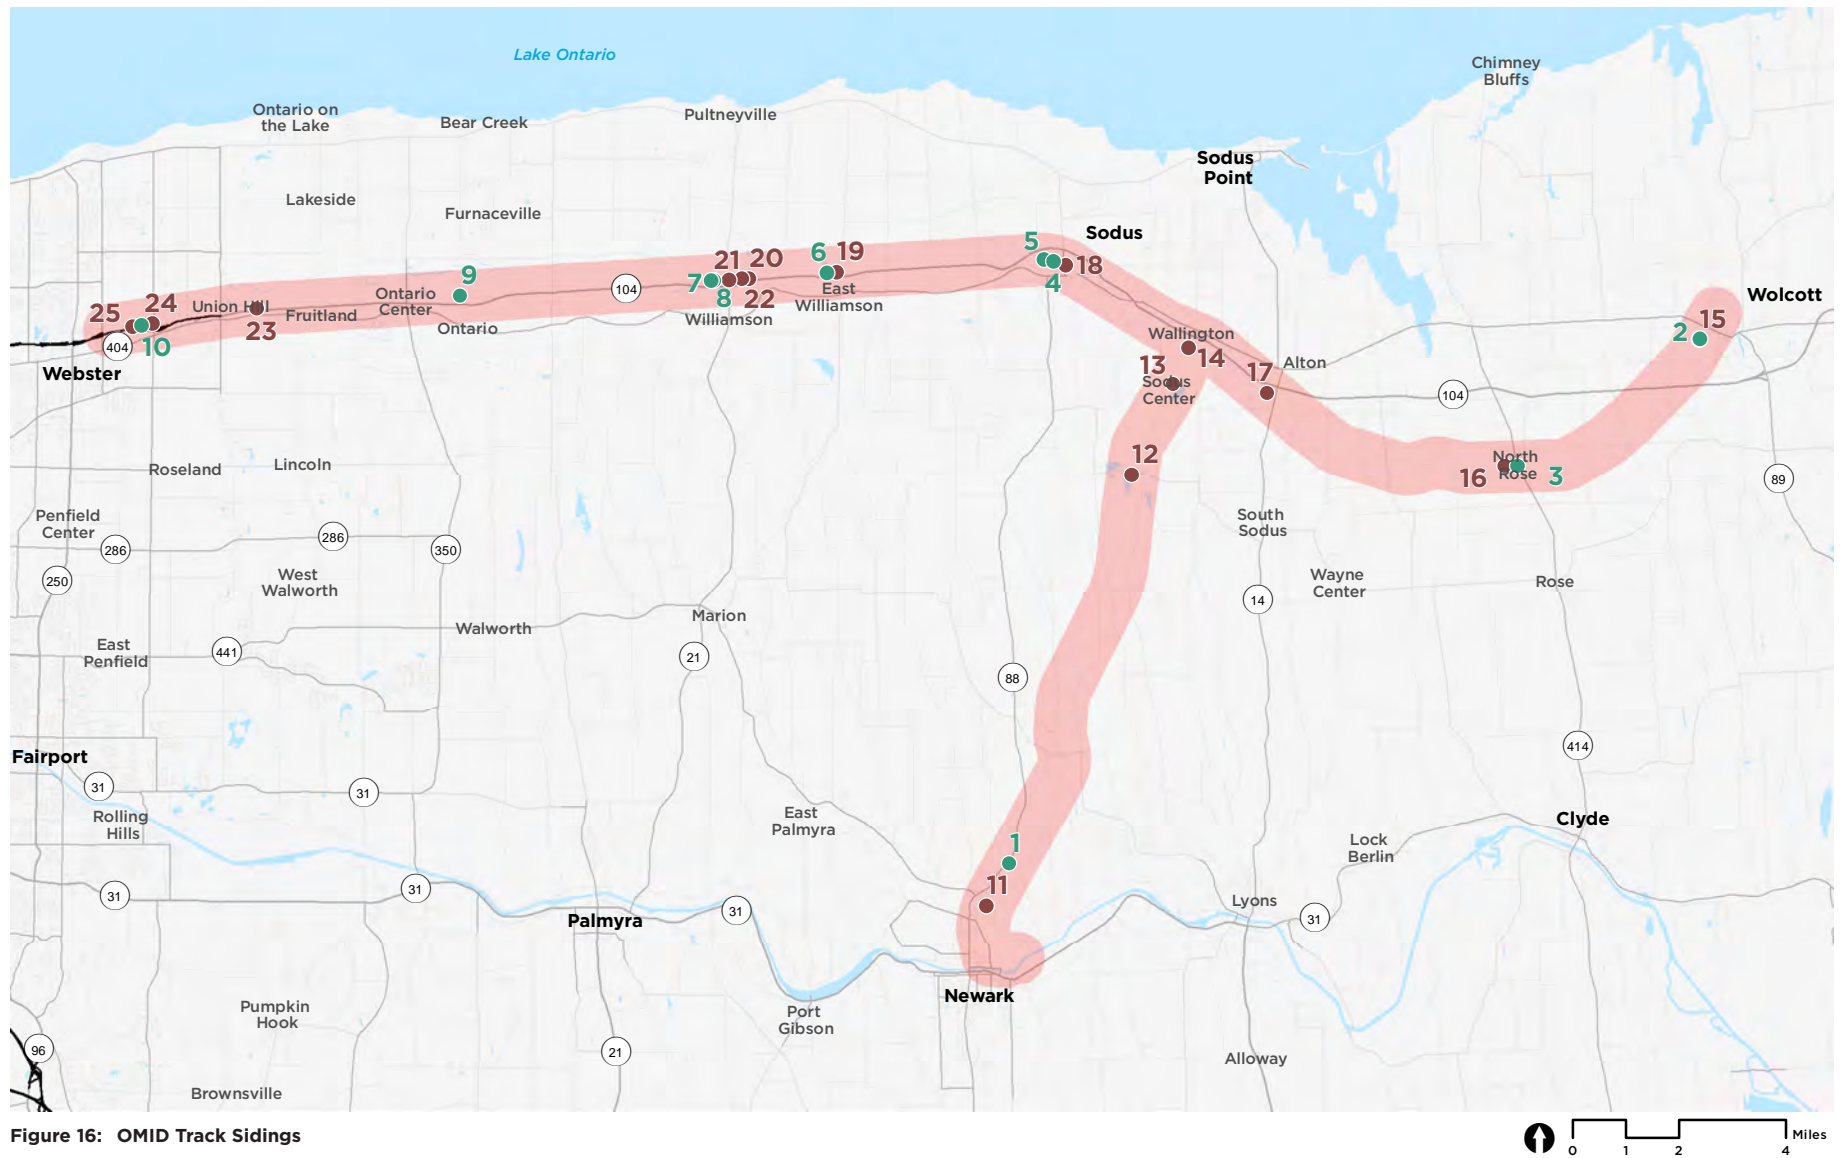 Lake Ontario
Chimney
Bluffs
Ontario on
the Lake
Bear Creek
Pultneyville
Sodus
Point
Lakeside
Furnaceville
Sodus
5
6
19
21
20
9
7
8
22
4
18
104
East
Williamson
Ontario
Center
Union Hill
25
24
23
Fruitland
Ontario
Williamson
10
404
Webster
Wolcott
15
2
Wallington
14
13
Sodus
Center
17
Alton
104
12
North
Rose
16
3
89
Roseland
Lincoln
Penfield
Center
286
286
350
250
South
Sodus
West
Walworth
Wayne
Center
Rose
14
Marion
Walworth
East
Penfield
441
21
88
414
Fairport
31
31
Rolling
Hills
East
Palmyra
Clyde
1
Lock
Berlin
11
31
31
31
Palmyra
Lyons
31
Newark
Pumpkin
Hook
Port
Gibson
96
21
Alloway
Brownsville
Figure 16: OMID Track Sidings
Miles
0 1 2 4